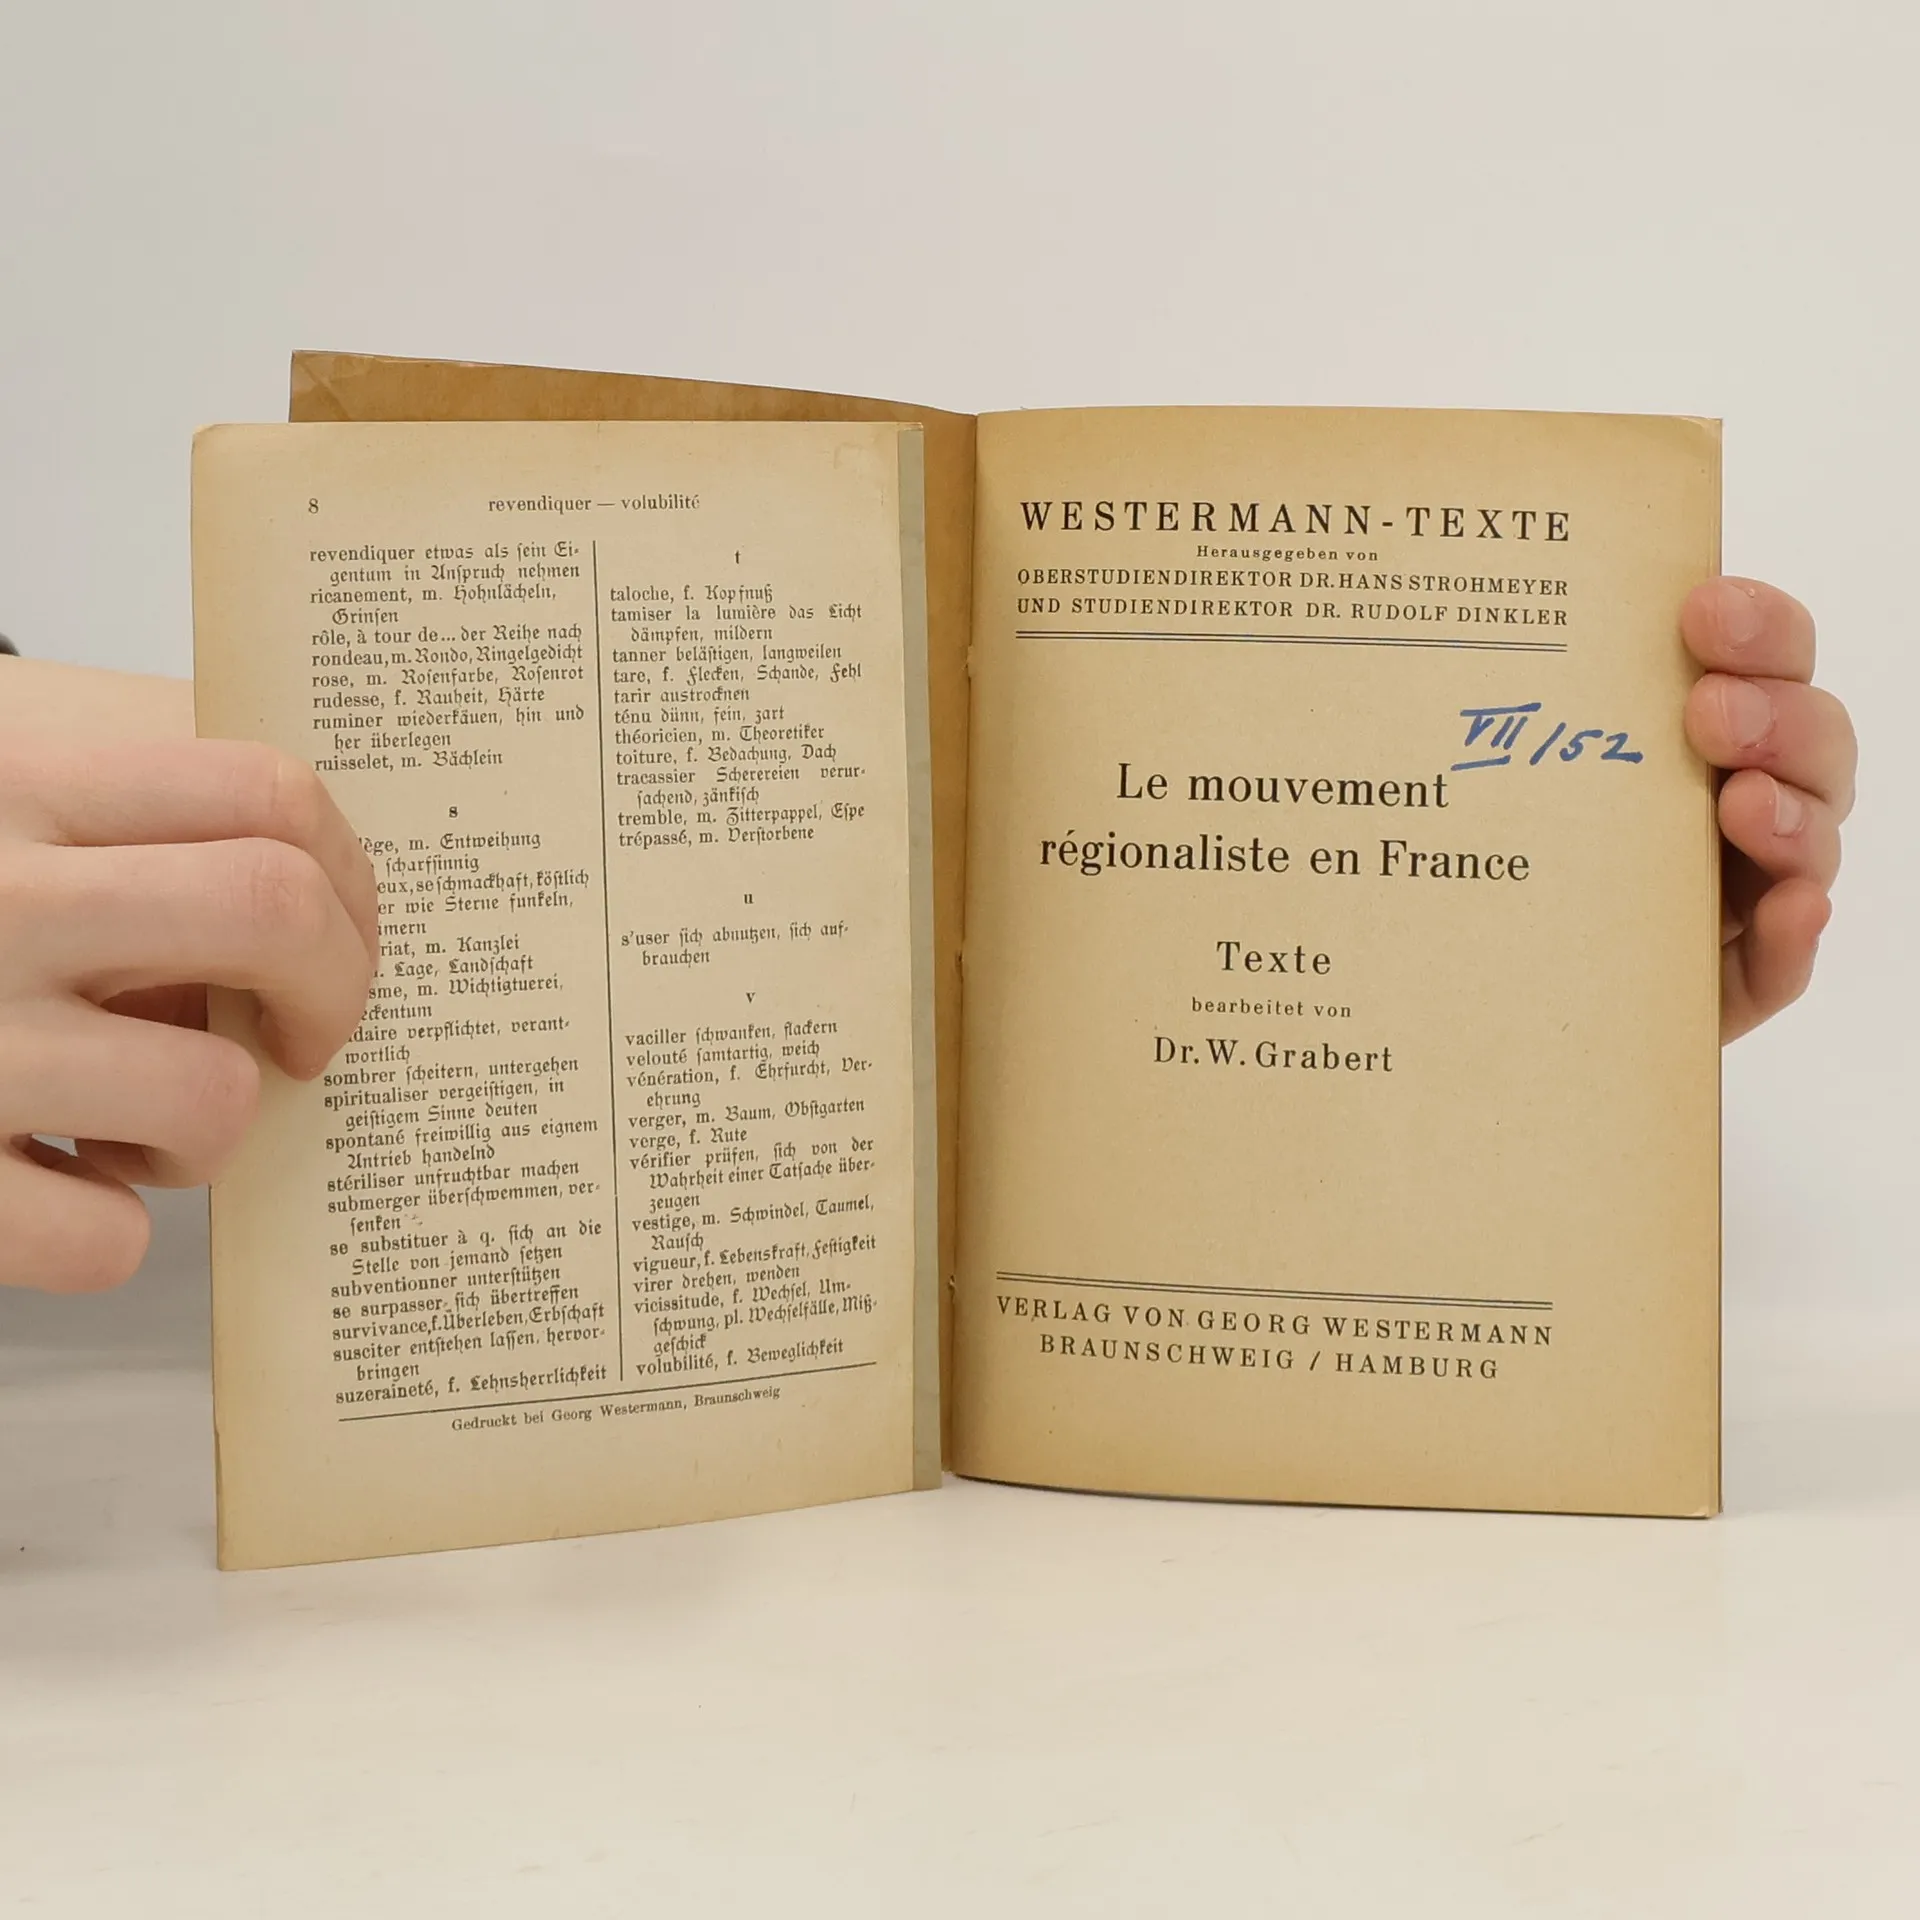 8 revendiquer — volubilité
revendiquer etwas als sein Ei-
gentum in Anspruch nehmen
ricanement, m. Hohnlächeln,
Grinsen
rôle, à tour de... der Reihe nach
rondeau, m. Rondo, Ringelgedicht
rose, m. Rosenfarbe, Rosenrot
rudesse, f. Rauheit, Härte
ruminer wiederkäuen, hin und
her überlegen
ruisselet, m. Bächlein
s
lège, m. Entweihung
scharfsinnig
eux, se schmackhaft, köstlich
er wie Sterne funkeln,
mern
riat, m. Kanzlei
Lage, Landschaft
sme, m. Wichtigtuerei,
ckentum
daire verpflichtet, verant-
wortlich
sombrer scheitern, untergehen
spiritualiser vergeistigen, in
geistigem Sinne deuten
spontané freiwillig aus eignem
Antrieb handelnd
stériliser unfruchtbar machen
submerger überschwemmen, ver-
senken
se substituer à q. sich an die
Stelle von jemand setzen
subventionner unterstützen
se surpasser sich übertreffen
survivance, f. Überleben, Erbschaft
susciter entstehen lassen, hervor-
bringen
suzeraineté, f. Lehnsherrlichkeit
t
taloche, f. Kopfnuß
tamiser la lumière das Licht
dämpfen, mildern
tanner belästigen, langweilen
tare, f. Flecken, Schande, Fehl
tarir austrocknen
ténu dünn, fein, zart
théoricien, m. Theoretiker
toiture, f. Bedachung, Dach
tracassier Scherereien verur-
sachend, zänkisch
tremble, m. Zitterpappel, Espe
trépassé, m. Verstorbene
u
s'user sich abnutzen, sich auf-
brauchen
v
vaciller schwanken, flackern
velouté samtartig, weich
vénération, f. Ehrfurcht, Ver-
ehrung
verger, m. Baum, Obstgarten
verge, f. Rute
vérifier prüfen, sich von der
Wahrheit einer Tatsache über-
zeugen
vestige, m. Schwindel, Taumel,
Rausch
vigueur, f. Lebenskraft, Festigkeit
virer drehen, wenden
vicissitude, f. Wechsel, Um-
schwung, pl. Wechselfälle, Miß-
geschick
volubilité, f. Beweglichkeit
Gedruckt bei Georg Westermann, Braunschweig
WESTERMANN-TEXTE
Herausgegeben von
OBERSTUDIENDIREKTOR DR. HANS STROHMEYER
UND STUDIENDIREKTOR DR. RUDOLF DINKLER
VII/52
Le mouvement
régionaliste en France
Texte
bearbeitet von
Dr. W. Grabert
VERLAG VON GEORG WESTERMANN
BRAUNSCHWEIG / HAMBURG